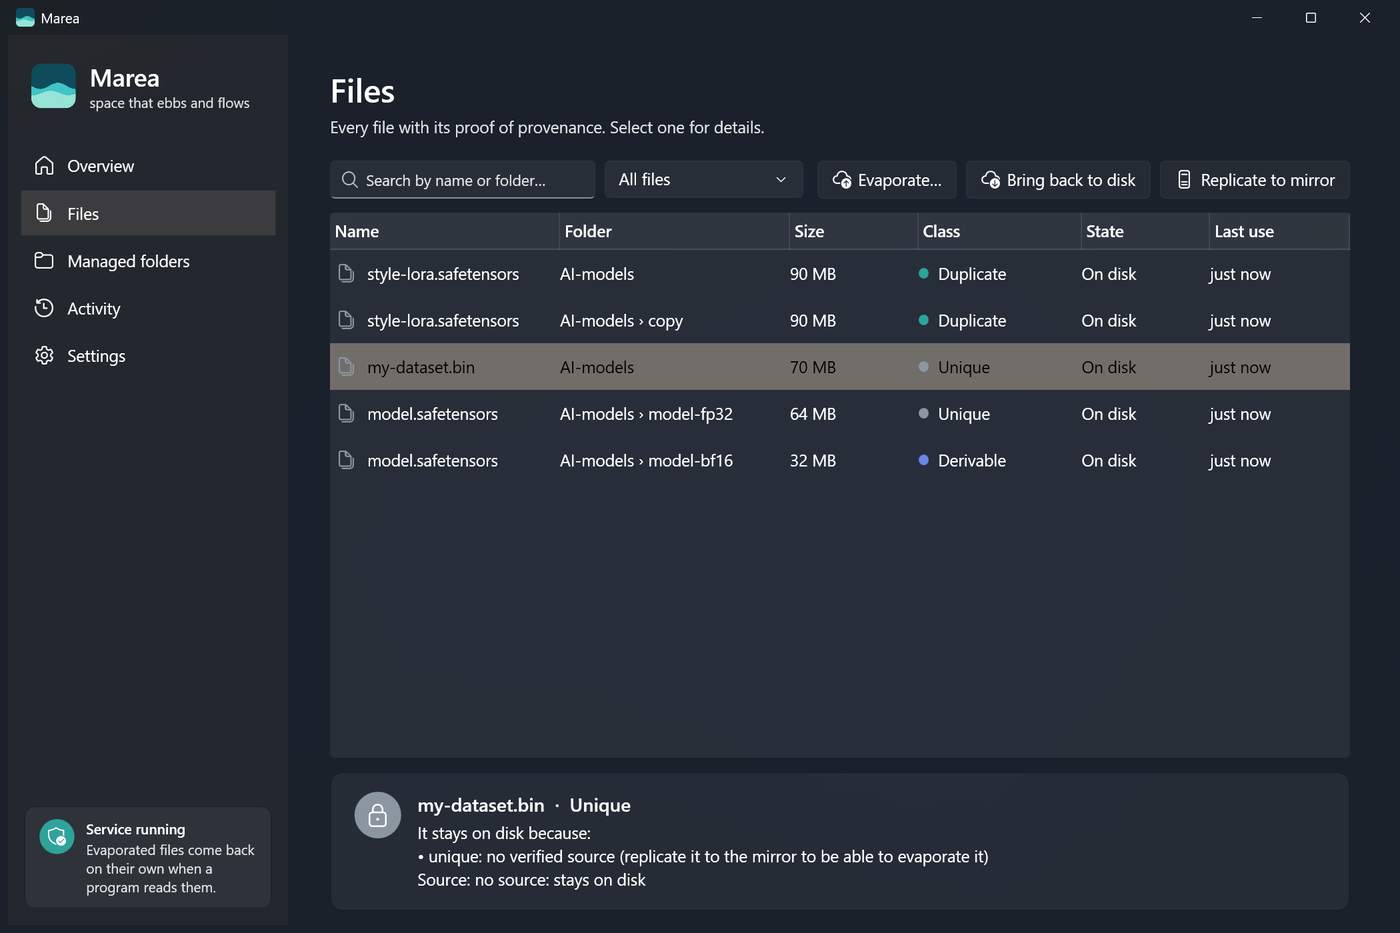 Marea
Marea
space that ebbs and flows
Overview
Files
Managed folders
Activity
Settings
Service running
Evaporated files come back
on their own when a
program reads them.
Files
Every file with its proof of provenance. Select one for details.
Search by name or folder...
All files
Evaporate...
Bring back to disk
Replicate to mirror
Name Folder Size Class State Last use
style-lora.safetensors AI-models 90 MB Duplicate On disk just now
style-lora.safetensors AI-models › copy 90 MB Duplicate On disk just now
my-dataset.bin AI-models 70 MB Unique On disk just now
model.safetensors AI-models › model-fp32 64 MB Unique On disk just now
model.safetensors AI-models › model-bf16 32 MB Derivable On disk just now
my-dataset.bin · Unique
It stays on disk because:
• unique: no verified source (replicate it to the mirror to be able to evaporate it)
Source: no source: stays on disk